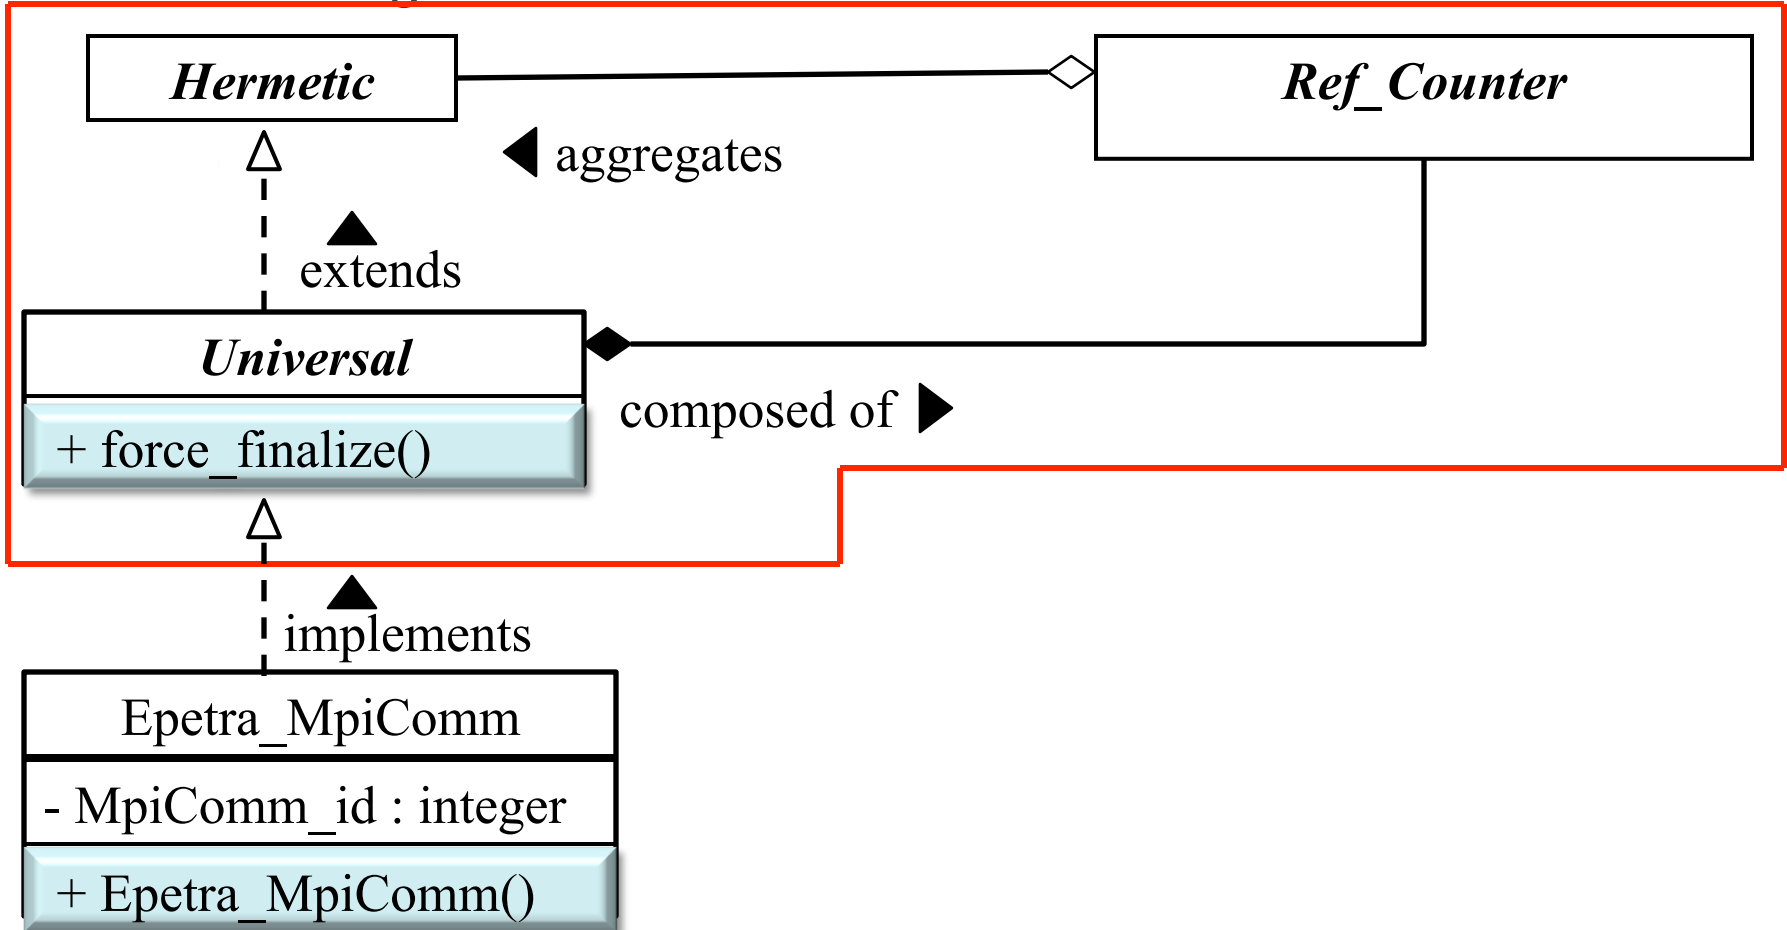 Hermetic
Ref_Counter
aggregates
extends
Universal
+ force_finalize()
composed of
implements
Epetra_MpiComm
- MpiComm_id : integer
+ Epetra_MpiComm()